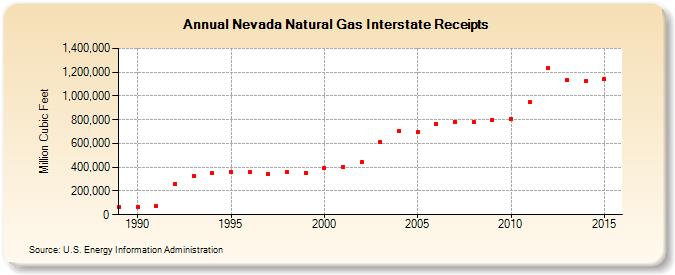 Annual Nevada Natural Gas Interstate Receipts
Million Cubic Feet
1,400,000
1,200,000
1,000,000
800,000
600,000
400,000
200,000
0
1990 1995 2000 2005 2010 2015
Source: U.S. Energy Information Administration